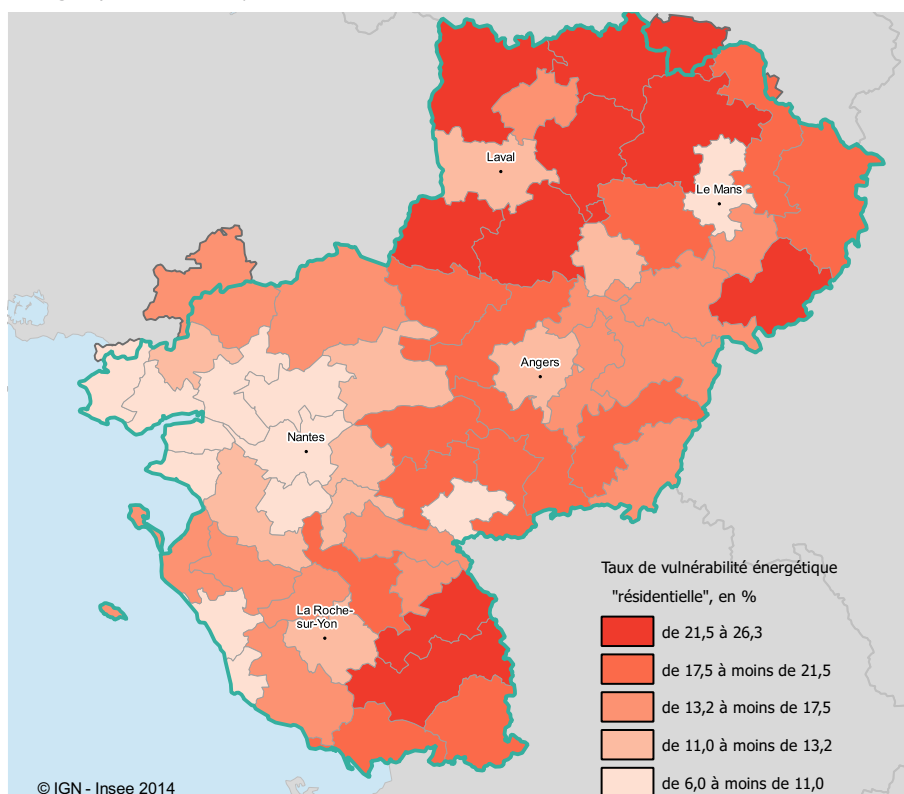 Laval
Le Mans
Angers
Nantes
La Roche-
sur-Yon
Taux de vulnérabilité énergétique
"résidentielle", en %
de 21,5 à 26,3
de 17,5 à moins de 21,5
de 13,2 à moins de 17,5
de 11,0 à moins de 13,2
de 6,0 à moins de 11,0
© IGN - Insee 2014